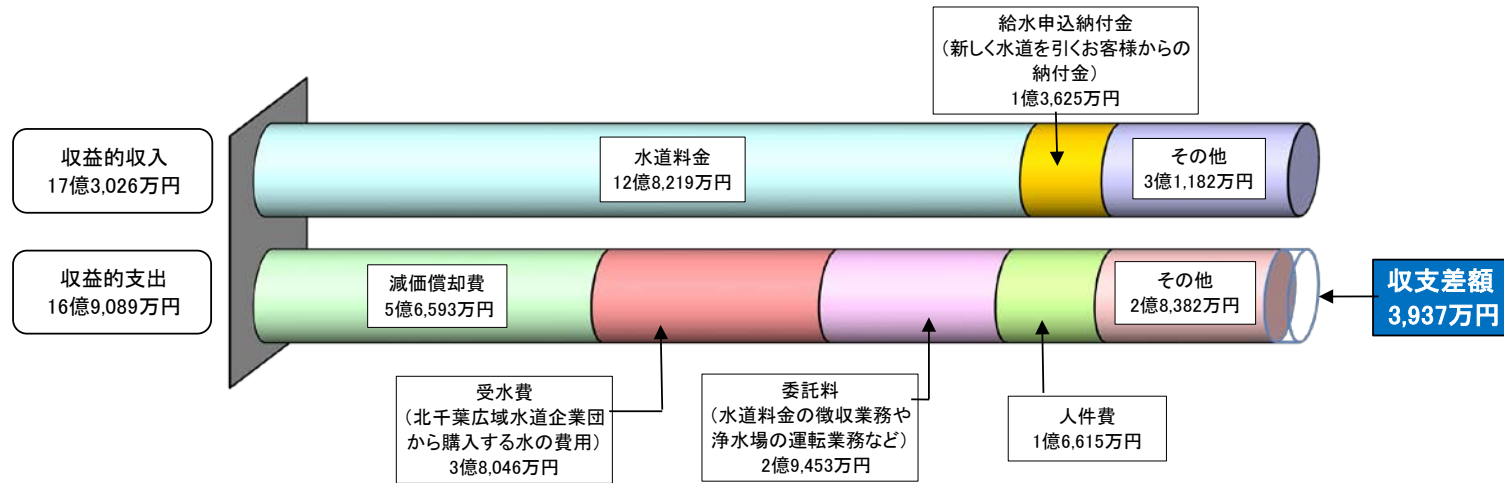 給水申込納付金
（新しく水道を引くお客様からの
納付金）
1億3,625万円
収益的収入
17億3,026万円
水道料金
12億8,219万円
その他
3億1,182万円
収益的支出
16億9,089万円
減価償却費
5億6,593万円
その他
2億8,382万円
収支差額
3,937万円
受水費
（北千葉広域水道企業団
から購入する水の費用）
3億8,046万円
委託料
（水道料金の徴収業務や
浄水場の運転業務など）
2億9,453万円
人件費
1億6,615万円